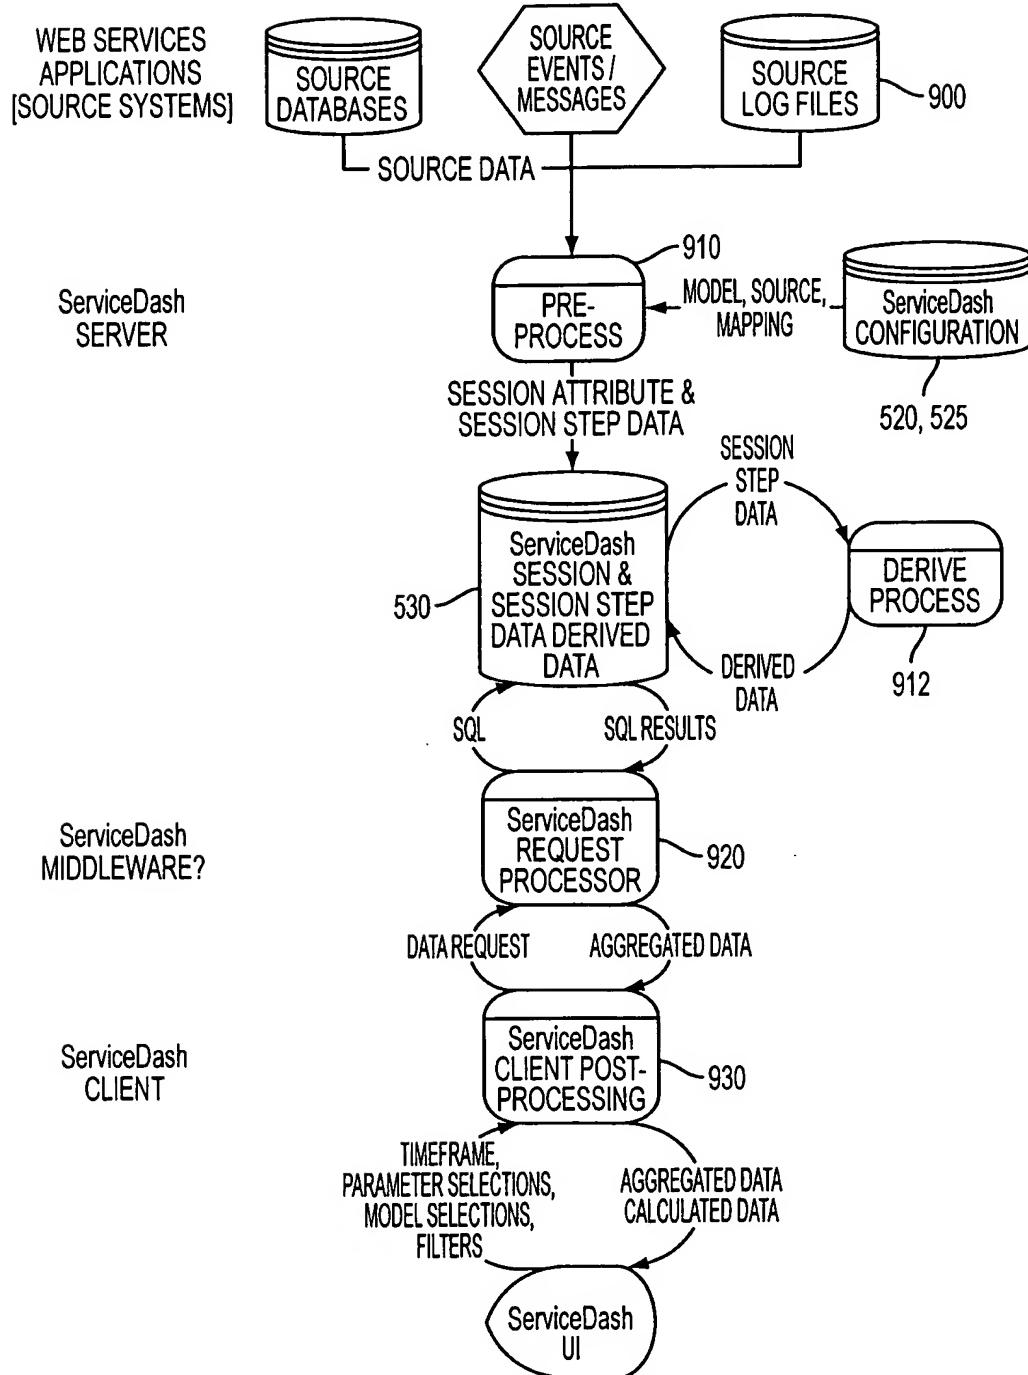 WEB SERVICES
APPLICATIONS
[SOURCE SYSTEMS]
SOURCE
DATABASES
SOURCE
EVENTS /
MESSAGES
SOURCE
LOG FILES
900
SOURCE DATA
ServiceDash
SERVER
910
PRE-
PROCESS
MODEL, SOURCE,
MAPPING
ServiceDash
CONFIGURATION
520, 525
SESSION ATTRIBUTE &
SESSION STEP DATA
SESSION
STEP
DATA
530
ServiceDash
SESSION &
SESSION STEP
DATA DERIVED
DATA
DERIVE
PROCESS
912
DERIVED
DATA
SQL
SQL RESULTS
ServiceDash
MIDDLEWARE?
ServiceDash
REQUEST
PROCESSOR
920
DATA REQUEST
AGGREGATED DATA
ServiceDash
CLIENT
ServiceDash
CLIENT POST-
PROCESSING
930
TIMEFRAME,
PARAMETER SELECTIONS,
MODEL SELECTIONS,
FILTERS
AGGREGATED DATA
CALCULATED DATA
ServiceDash
UI